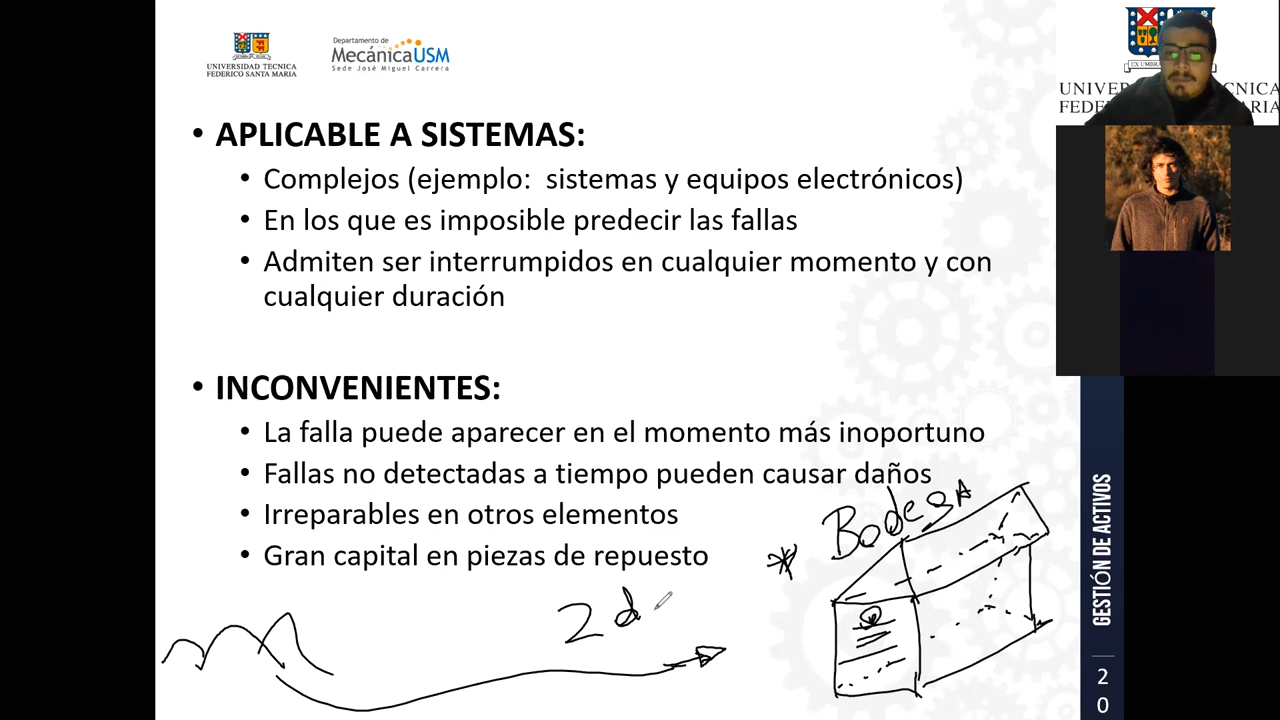 UNIVERSIDAD TECNICA
FEDERICO SANTA MARIA
Departamento de
MecánicaUSM
Sede José Miguel Carrera
• APLICABLE A SISTEMAS:
• Complejos (ejemplo: sistemas y equipos electrónicos)
• En los que es imposible predecir las fallas
• Admiten ser interrumpidos en cualquier momento y con
cualquier duración
• INCONVENIENTES:
• La falla puede aparecer en el momento más inoportuno
• Fallas no detectadas a tiempo pueden causar daños
• Irreparables en otros elementos
• Gran capital en piezas de repuesto
* Bodega
2 d
GESTIÓN DE ACTIVOS
20